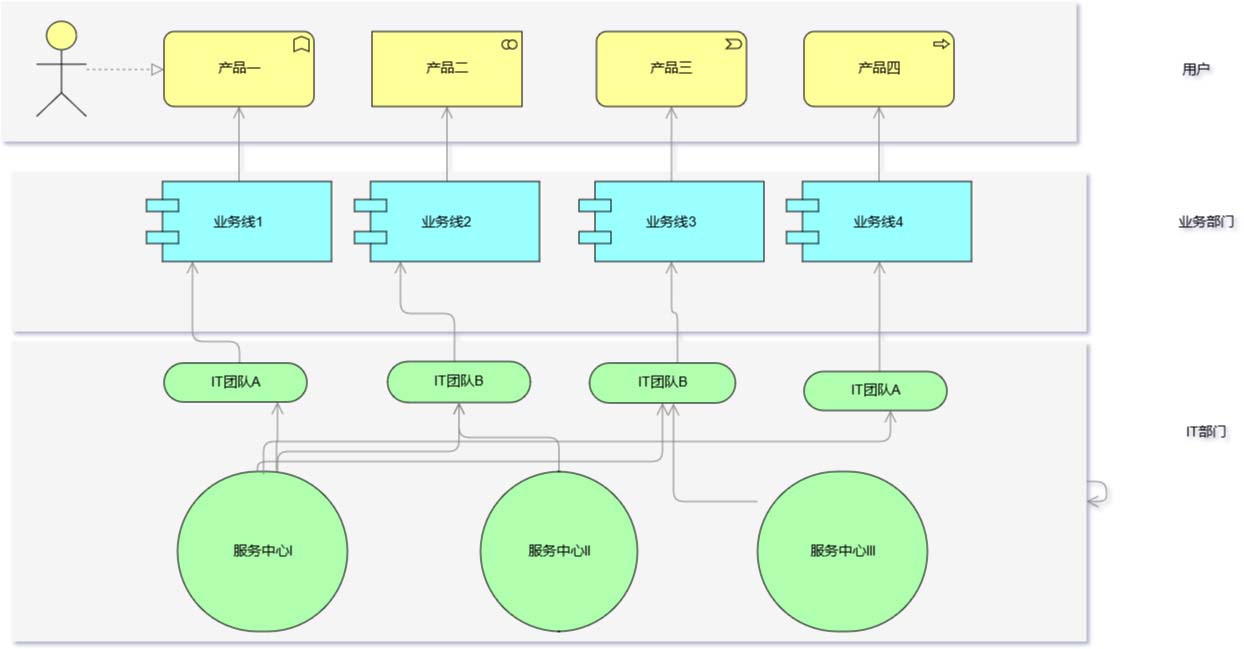 产品一
产品二
产品三
产品四
用户
业务线1
业务线2
业务线3
业务线4
业务部门
IT团队A
IT团队B
IT团队B
IT团队A
IT部门
服务中心I
服务中心II
服务中心III